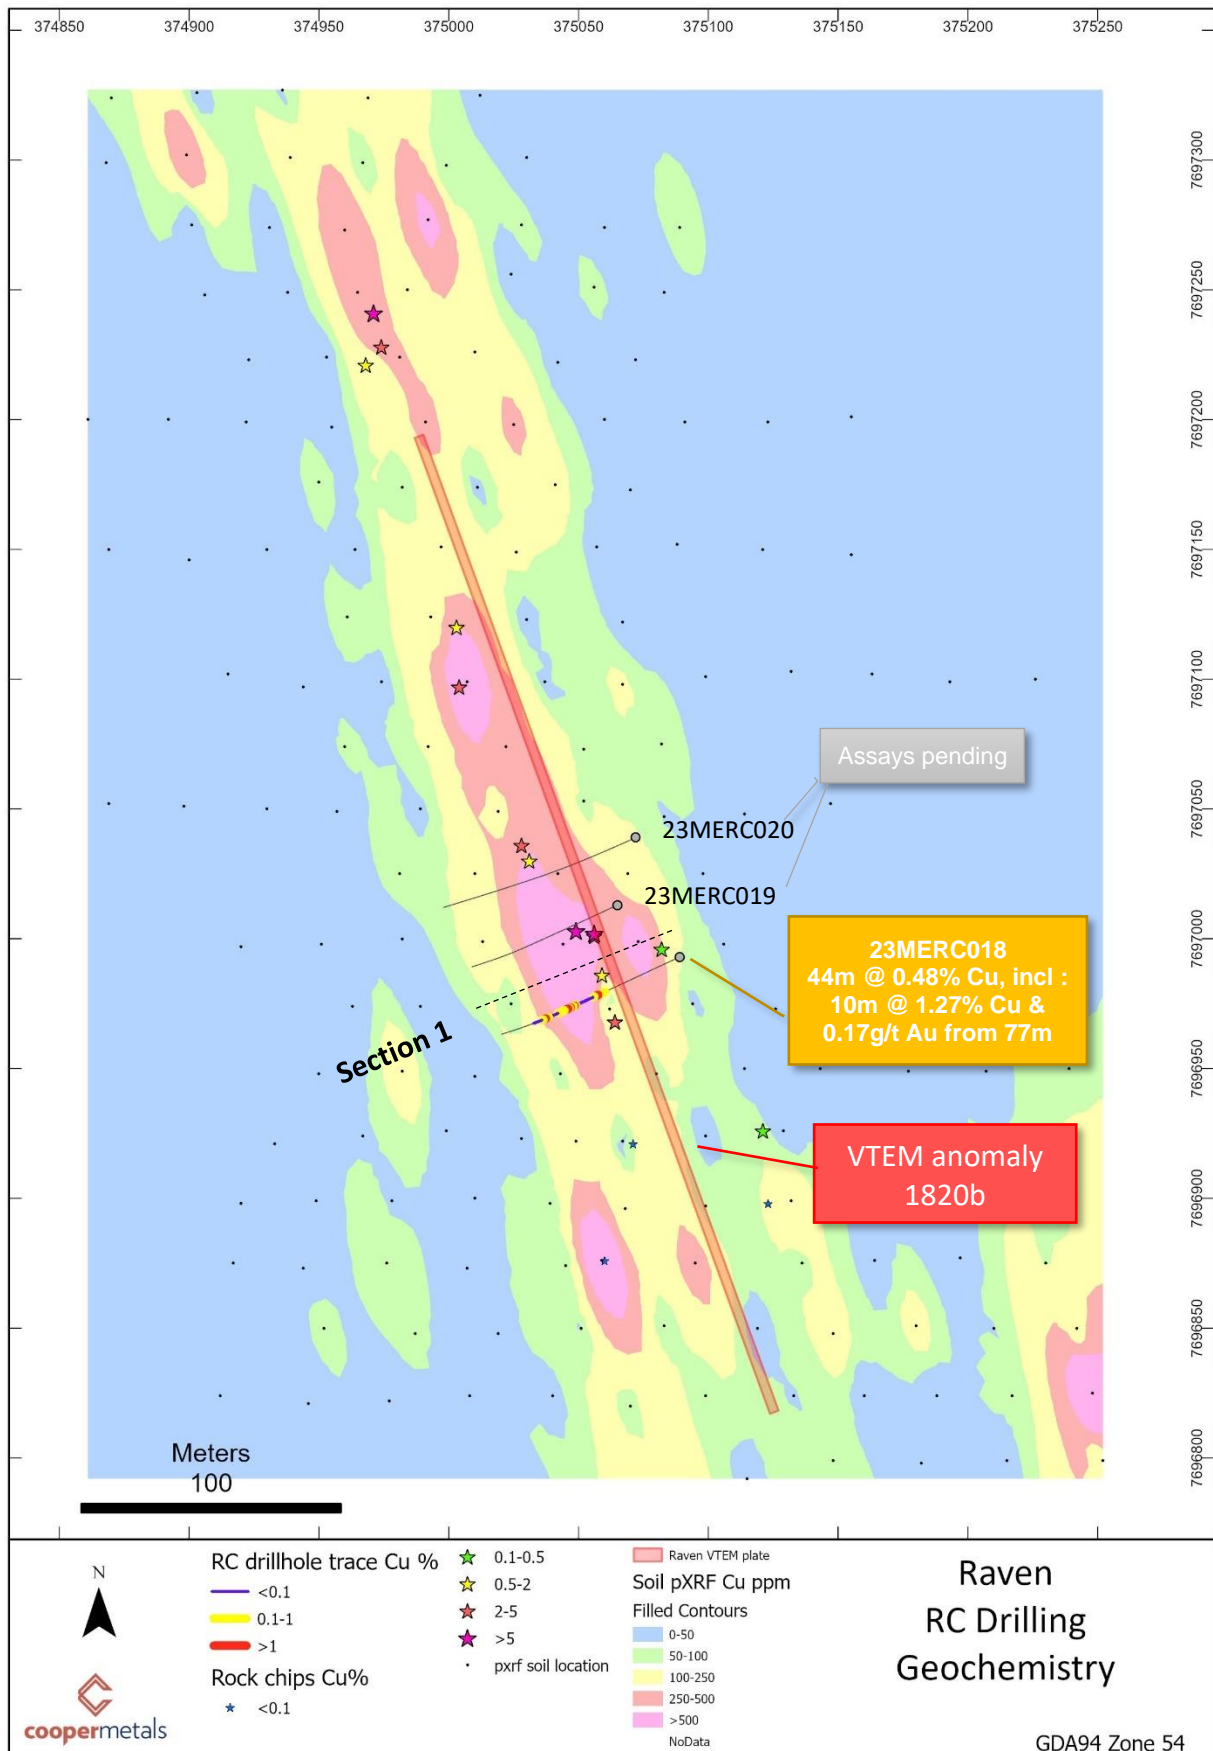 374850 374900 374950 375000 375050 375100 375150 375200 375250
7697300
7697250
7697200
7697150
7697100
7697050
7697000
7696950
7696900
7696850
7696800
Assays pending
23MERC020
23MERC019
23MERC018
44m @ 0.48% Cu, incl :
10m @ 1.27% Cu &
0.17g/t Au from 77m
Section 1
VTEM anomaly
1820b
Meters
100
N
coopermetals
RC drillhole trace Cu %
<0.1
0.1-1
>1
Rock chips Cu%
<0.1
0.1-0.5
0.5-2
2-5
>5
pxrf soil location
Raven VTEM plate
Soil pXRF Cu ppm
Filled Contours
0-50
50-100
100-250
250-500
>500
NoData
Raven
RC Drilling
Geochemistry
GDA94 Zone 54